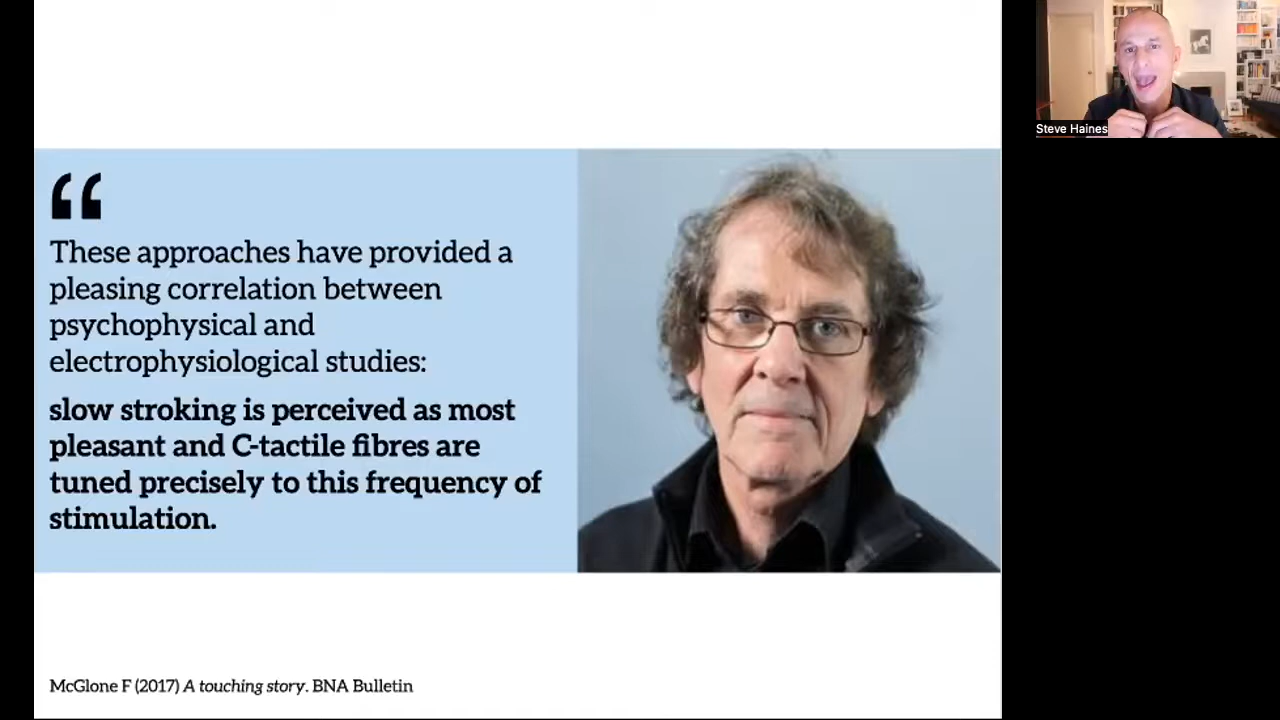 “
These approaches have provided a
pleasing correlation between
psychophysical and
electrophysiological studies:
slow stroking is perceived as most
pleasant and C-tactile fibres are
tuned precisely to this frequency of
stimulation.
McGlone F (2017) A touching story. BNA Bulletin
Steve Haines